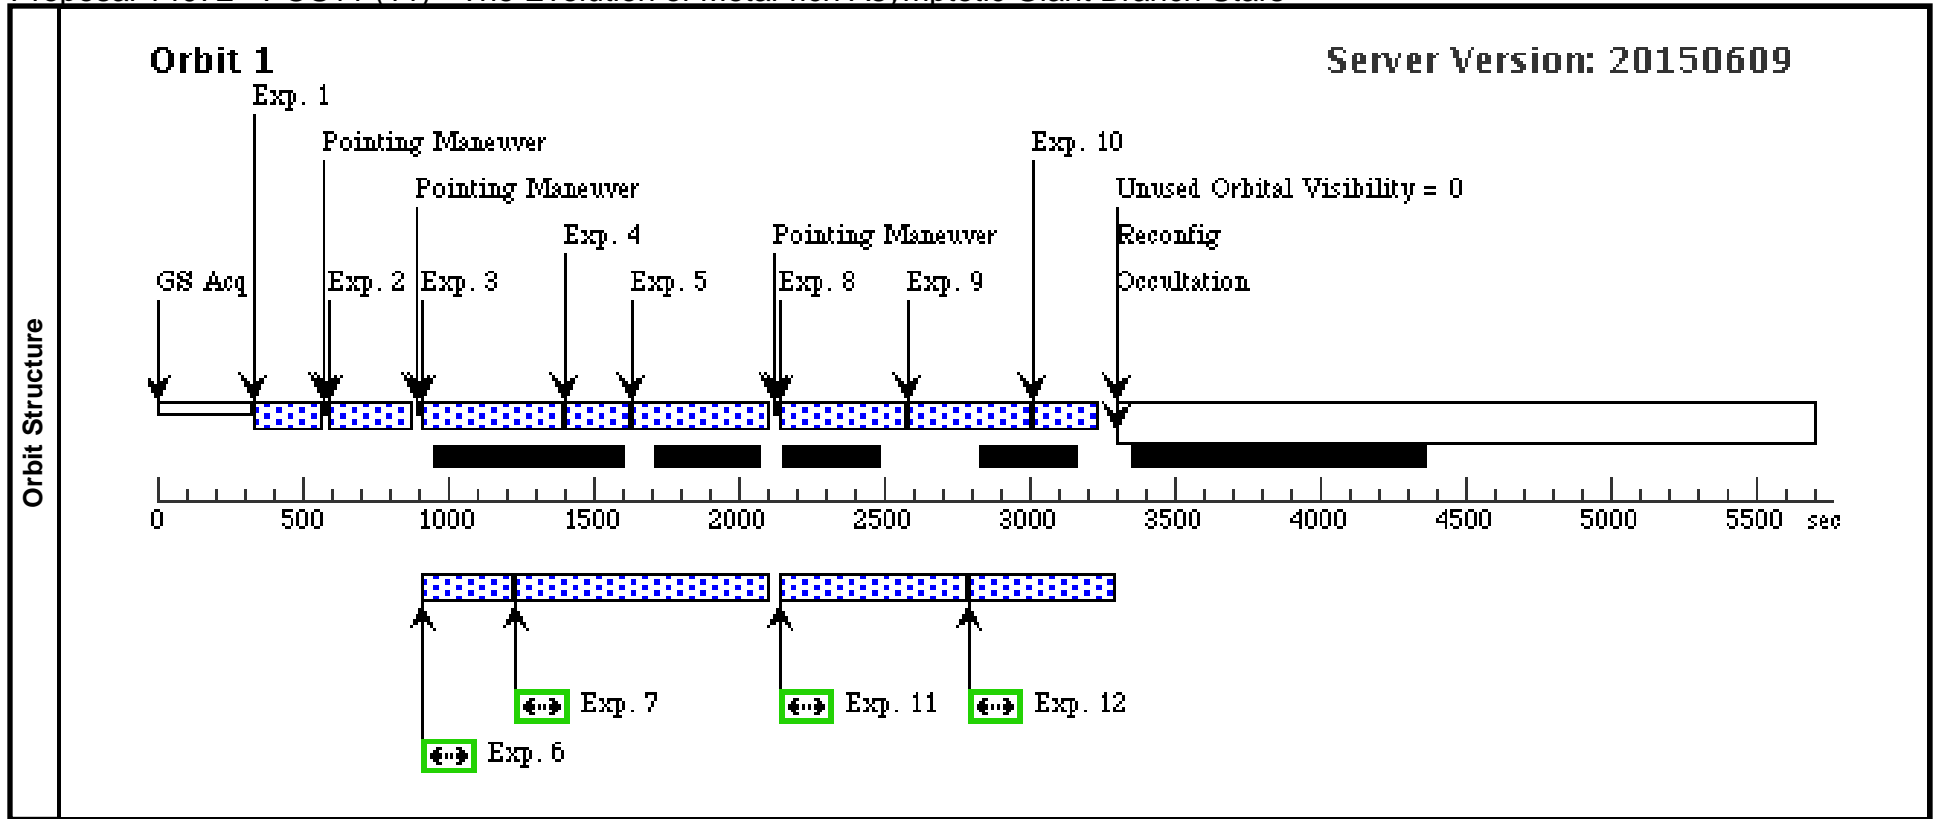 Orbit 1
Server Version: 20150609
Exp. 1
Pointing Maneuver
Exp. 10
Pointing Maneuver
Unused Orbital Visibility = 0
Exp. 4
Pointing Maneuver
Reconfig
GS Acq
Exp. 2
Exp. 3
Exp. 5
Exp. 8
Exp. 9
Occultation
Orbit Structure
0 500 1000 1500 2000 2500 3000 3500 4000 4500 5000 5500 sec
Exp. 7
Exp. 11
Exp. 12
Exp. 6